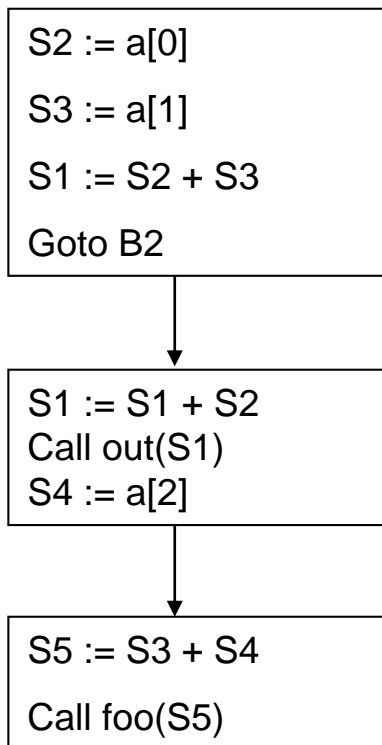 S2 := a[0]
S3 := a[1]
S1 := S2 + S3
Goto B2
S1 := S1 + S2
Call out(S1)
S4 := a[2]
S5 := S3 + S4
Call foo(S5)